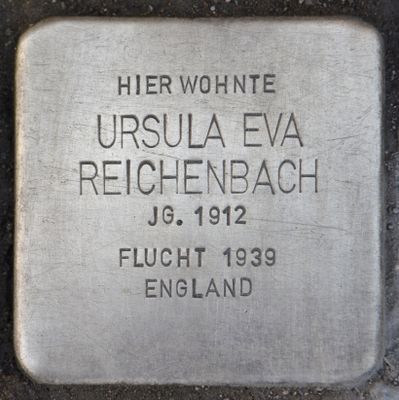 HIER WOHNTE
URSULA EVA
REICHENBACH
JG. 1912
FLUCHT 1939
ENGLAND